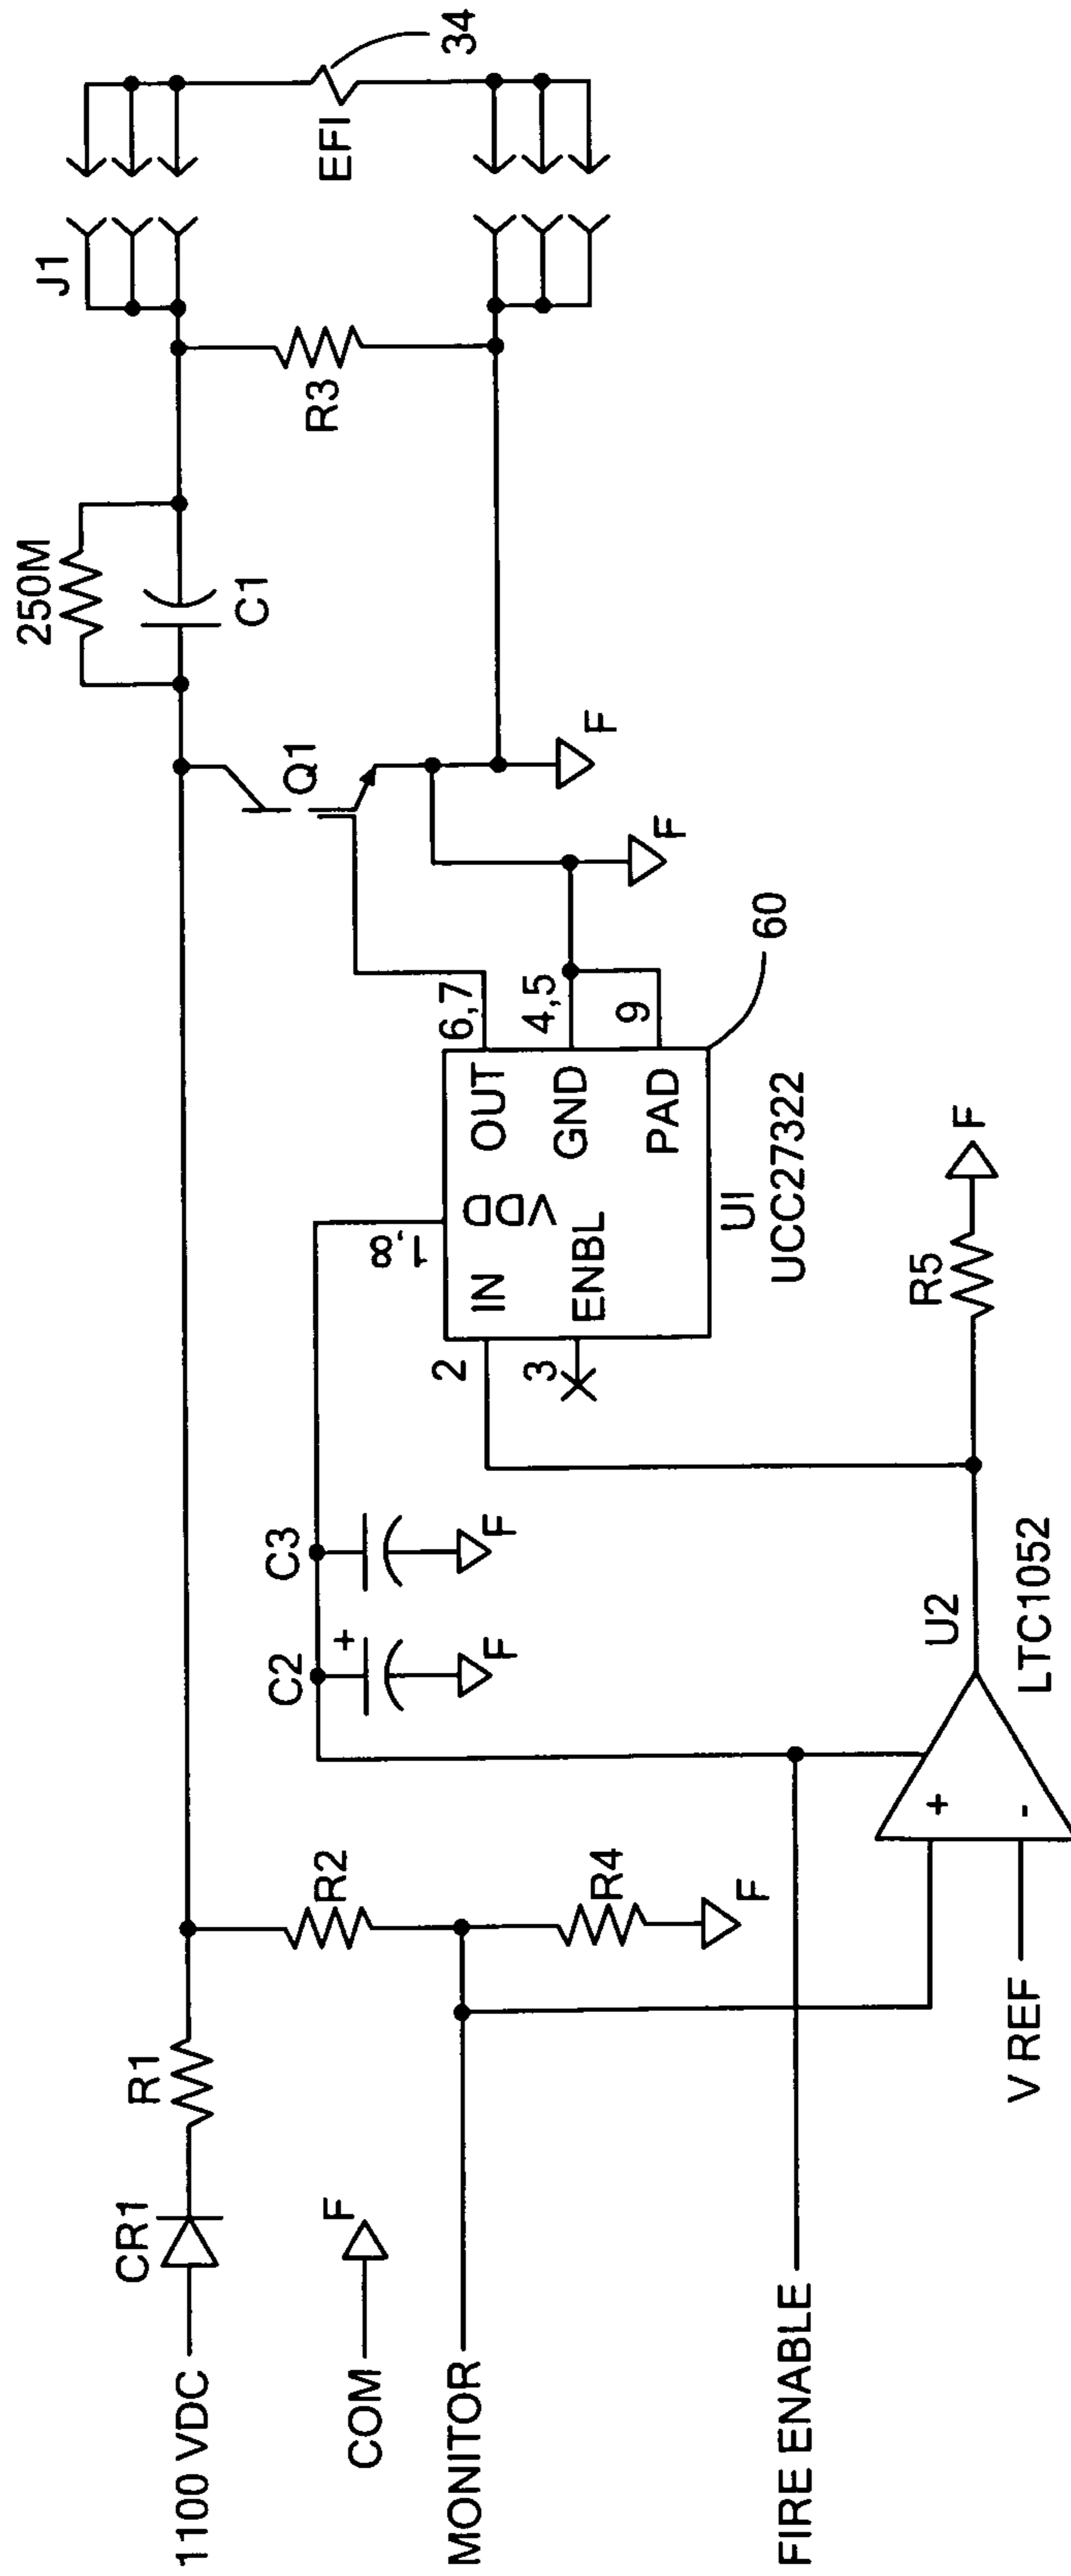 1100 VDC
CR1
R1
250M
C1
J1
34
EFI
R3
COM
F
MONITOR
R2
R4
F
C2
+
F
C3
F
Q1
F
F
1,8
VDD
IN
OUT
6,7
GND
4,5
ENBL
PAD
9
2
3
60
UI
UCC27322
FIRE ENABLE
V REF
+
-
U2
LTC1052
R5
F